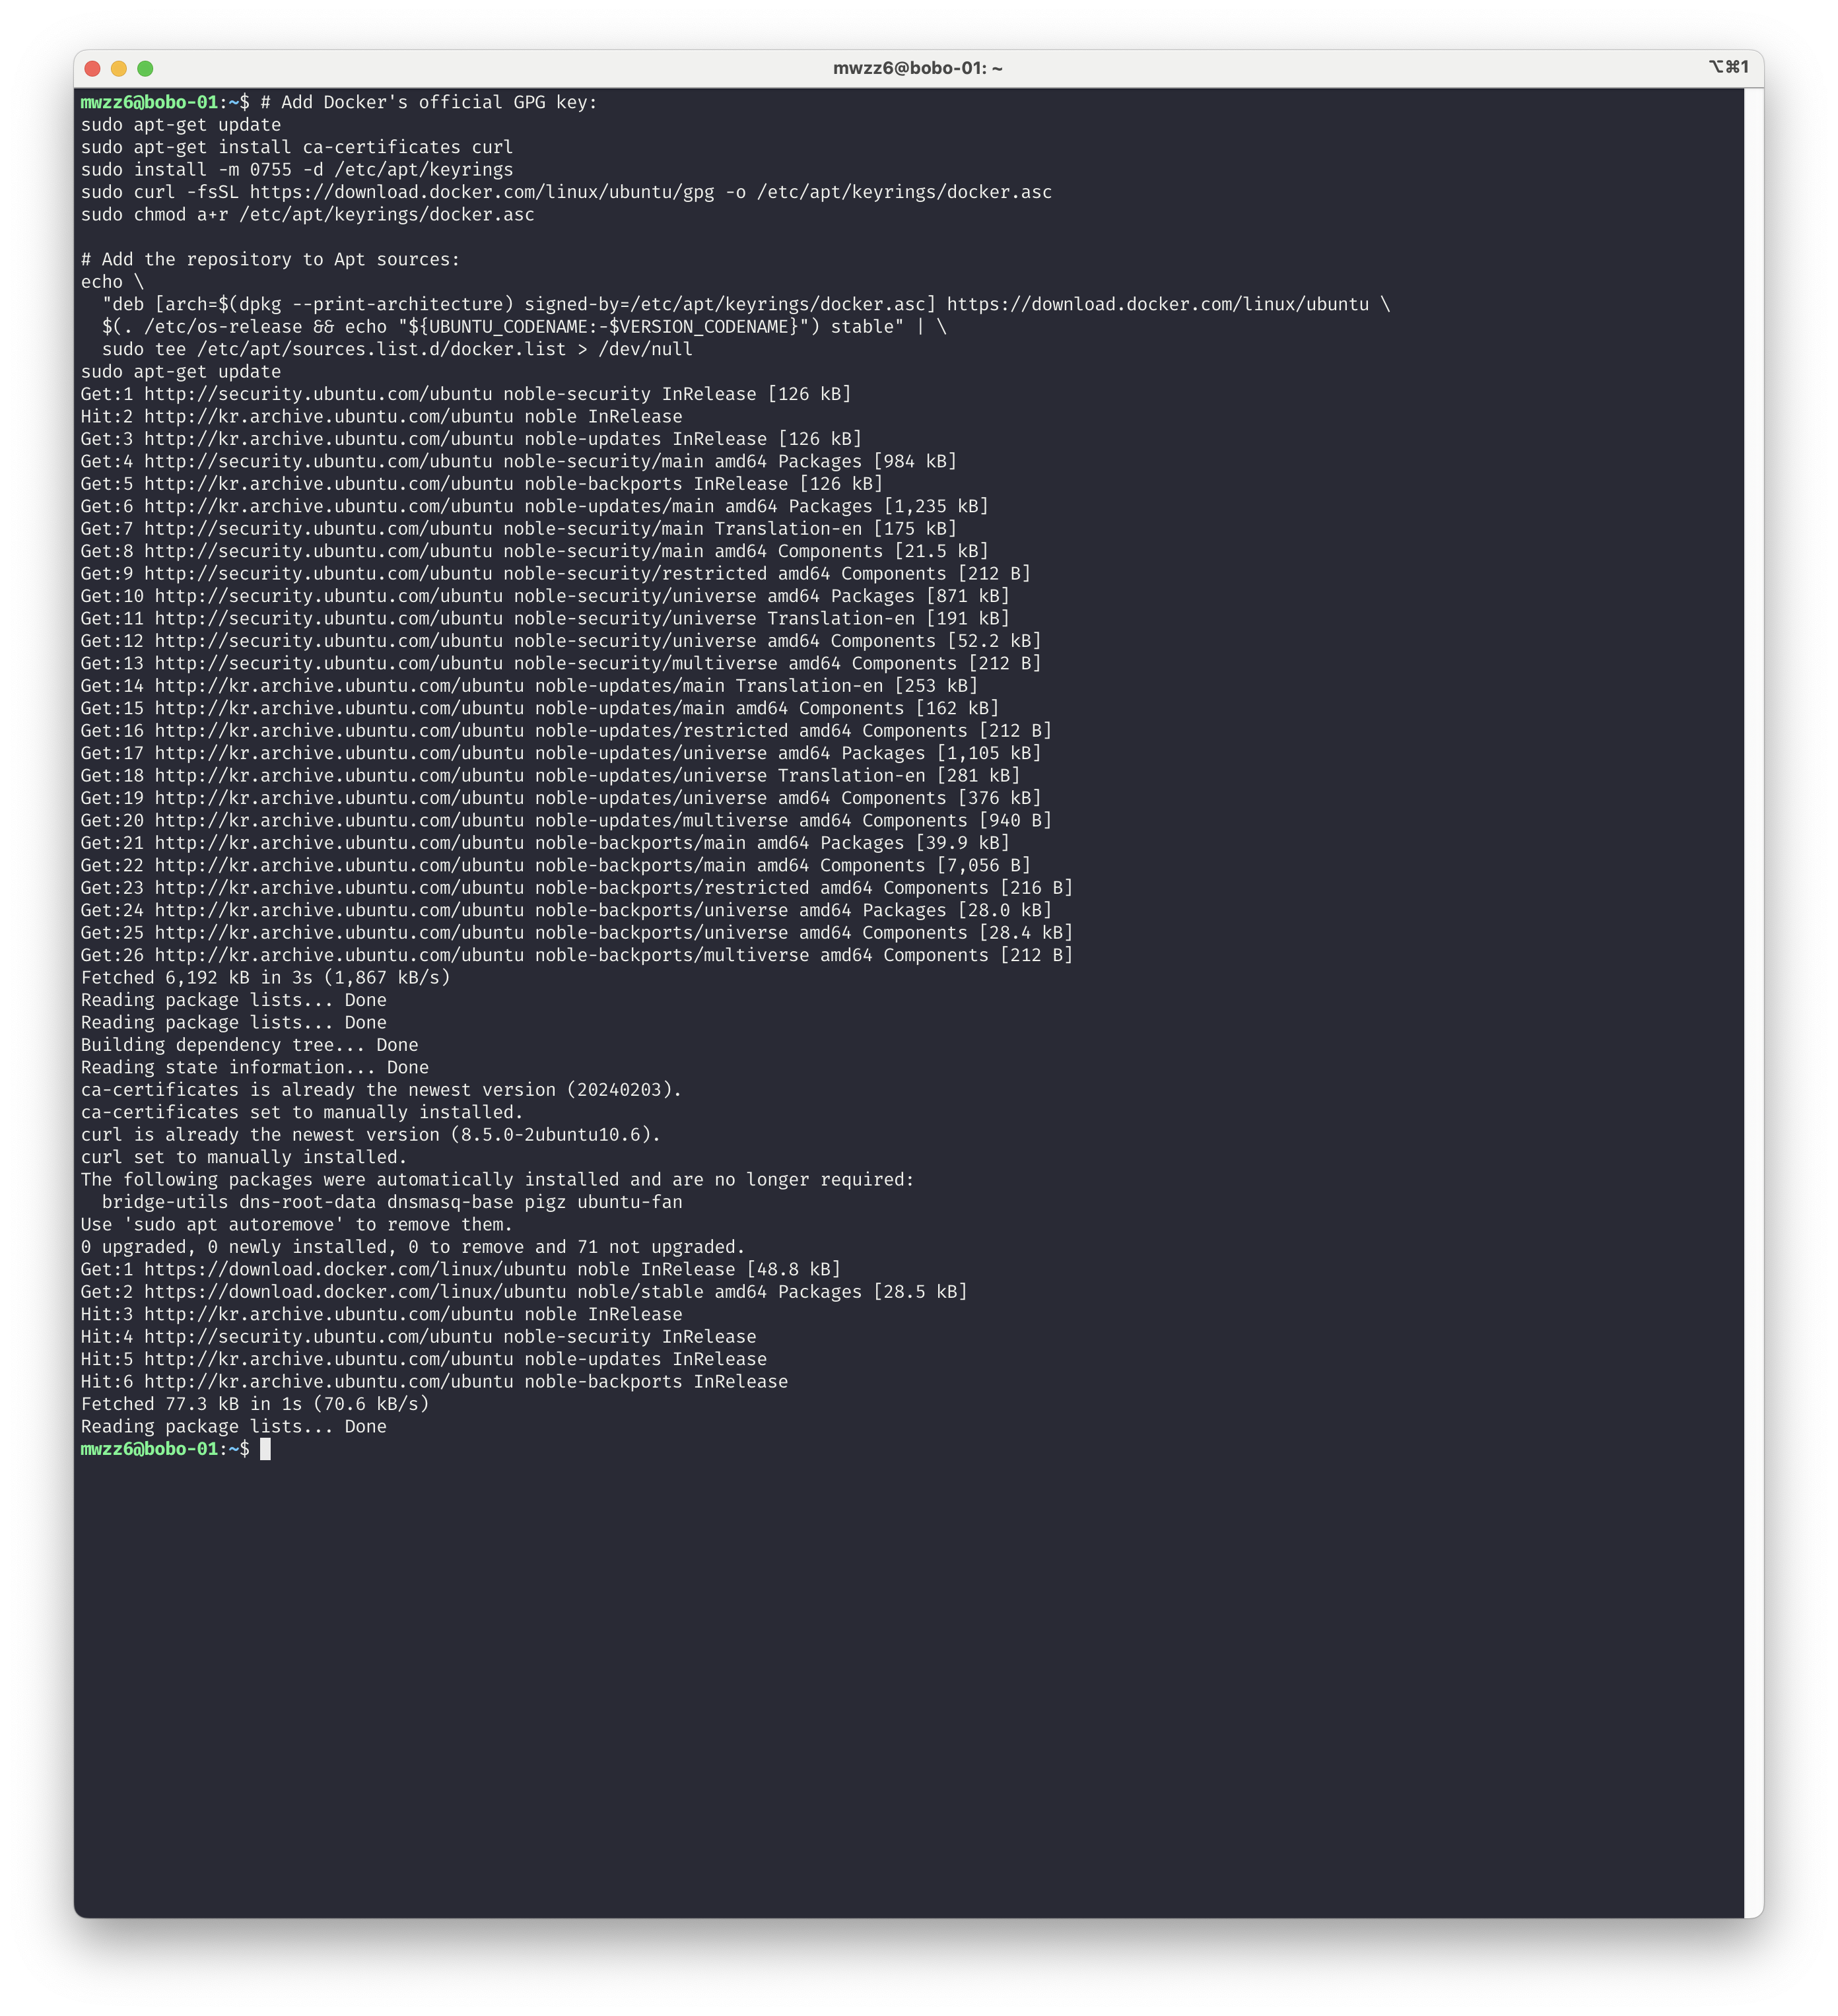 mwzz6@bobo-01: ~
⌥⌘1
mwzz6@bobo-01:~$ # Add Docker's official GPG key:
sudo apt-get update
sudo apt-get install ca-certificates curl
sudo install -m 0755 -d /etc/apt/keyrings
sudo curl -fsSL https://download.docker.com/linux/ubuntu/gpg -o /etc/apt/keyrings/docker.asc
sudo chmod a+r /etc/apt/keyrings/docker.asc

# Add the repository to Apt sources:
echo \
  "deb [arch=$(dpkg --print-architecture) signed-by=/etc/apt/keyrings/docker.asc] https://download.docker.com/linux/ubuntu \
  $(. /etc/os-release && echo "${UBUNTU_CODENAME:-$VERSION_CODENAME}") stable" | \
  sudo tee /etc/apt/sources.list.d/docker.list > /dev/null
sudo apt-get update
Get:1 http://security.ubuntu.com/ubuntu noble-security InRelease [126 kB]
Hit:2 http://kr.archive.ubuntu.com/ubuntu noble InRelease
Get:3 http://kr.archive.ubuntu.com/ubuntu noble-updates InRelease [126 kB]
Get:4 http://security.ubuntu.com/ubuntu noble-security/main amd64 Packages [984 kB]
Get:5 http://kr.archive.ubuntu.com/ubuntu noble-backports InRelease [126 kB]
Get:6 http://kr.archive.ubuntu.com/ubuntu noble-updates/main amd64 Packages [1,235 kB]
Get:7 http://security.ubuntu.com/ubuntu noble-security/main Translation-en [175 kB]
Get:8 http://security.ubuntu.com/ubuntu noble-security/main amd64 Components [21.5 kB]
Get:9 http://security.ubuntu.com/ubuntu noble-security/restricted amd64 Components [212 B]
Get:10 http://security.ubuntu.com/ubuntu noble-security/universe amd64 Packages [871 kB]
Get:11 http://security.ubuntu.com/ubuntu noble-security/universe Translation-en [191 kB]
Get:12 http://security.ubuntu.com/ubuntu noble-security/universe amd64 Components [52.2 kB]
Get:13 http://security.ubuntu.com/ubuntu noble-security/multiverse amd64 Components [212 B]
Get:14 http://kr.archive.ubuntu.com/ubuntu noble-updates/main Translation-en [253 kB]
Get:15 http://kr.archive.ubuntu.com/ubuntu noble-updates/main amd64 Components [162 kB]
Get:16 http://kr.archive.ubuntu.com/ubuntu noble-updates/restricted amd64 Components [212 B]
Get:17 http://kr.archive.ubuntu.com/ubuntu noble-updates/universe amd64 Packages [1,105 kB]
Get:18 http://kr.archive.ubuntu.com/ubuntu noble-updates/universe Translation-en [281 kB]
Get:19 http://kr.archive.ubuntu.com/ubuntu noble-updates/universe amd64 Components [376 kB]
Get:20 http://kr.archive.ubuntu.com/ubuntu noble-updates/multiverse amd64 Components [940 B]
Get:21 http://kr.archive.ubuntu.com/ubuntu noble-backports/main amd64 Packages [39.9 kB]
Get:22 http://kr.archive.ubuntu.com/ubuntu noble-backports/main amd64 Components [7,056 B]
Get:23 http://kr.archive.ubuntu.com/ubuntu noble-backports/restricted amd64 Components [216 B]
Get:24 http://kr.archive.ubuntu.com/ubuntu noble-backports/universe amd64 Packages [28.0 kB]
Get:25 http://kr.archive.ubuntu.com/ubuntu noble-backports/universe amd64 Components [28.4 kB]
Get:26 http://kr.archive.ubuntu.com/ubuntu noble-backports/multiverse amd64 Components [212 B]
Fetched 6,192 kB in 3s (1,867 kB/s)
Reading package lists... Done
Reading package lists... Done
Building dependency tree... Done
Reading state information... Done
ca-certificates is already the newest version (20240203).
ca-certificates set to manually installed.
curl is already the newest version (8.5.0-2ubuntu10.6).
curl set to manually installed.
The following packages were automatically installed and are no longer required:
  bridge-utils dns-root-data dnsmasq-base pigz ubuntu-fan
Use 'sudo apt autoremove' to remove them.
0 upgraded, 0 newly installed, 0 to remove and 71 not upgraded.
Get:1 https://download.docker.com/linux/ubuntu noble InRelease [48.8 kB]
Get:2 https://download.docker.com/linux/ubuntu noble/stable amd64 Packages [28.5 kB]
Hit:3 http://kr.archive.ubuntu.com/ubuntu noble InRelease
Hit:4 http://security.ubuntu.com/ubuntu noble-security InRelease
Hit:5 http://kr.archive.ubuntu.com/ubuntu noble-updates InRelease
Hit:6 http://kr.archive.ubuntu.com/ubuntu noble-backports InRelease
Fetched 77.3 kB in 1s (70.6 kB/s)
Reading package lists... Done
mwzz6@bobo-01:~$